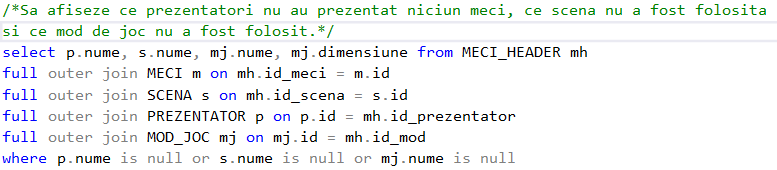 /*Sa afiseze ce prezentatori nu au prezentat niciun meci, ce scena nu a fost folosita
si ce mod de joc nu a fost folosit.*/
select p.nume, s.nume, mj.nume, mj.dimensiune from MECI_HEADER mh
full outer join MECI m on mh.id_meci = m.id
full outer join SCENA s on mh.id_scena = s.id
full outer join PREZENTATOR p on p.id = mh.id_prezentator
full outer join MOD_JOC mj on mj.id = mh.id_mod
where p.nume is null or s.nume is null or mj.nume is null